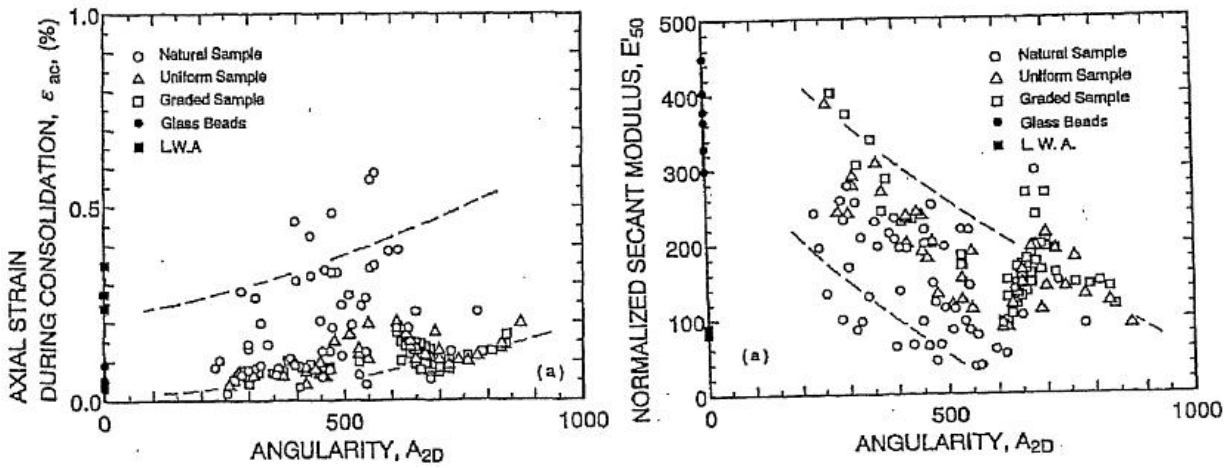 AXIAL STRAIN
DURING CONSOLIDATION, ε ac, (%)
1.0
0.5
0.0
○ Natural Sample
△ Uniform Sample
□ Graded Sample
● Glass Beads
■ L.W.A
(a)
0
500
1000
ANGULARITY, A2D
NORMALIZED SECANT MODULUS, E'50
500
400
300
200
100
0
○ Natural Sample
△ Uniform Sample
□ Graded Sample
● Glass Beads
■ L. W. A.
(a)
0
500
1000
ANGULARITY, A2D